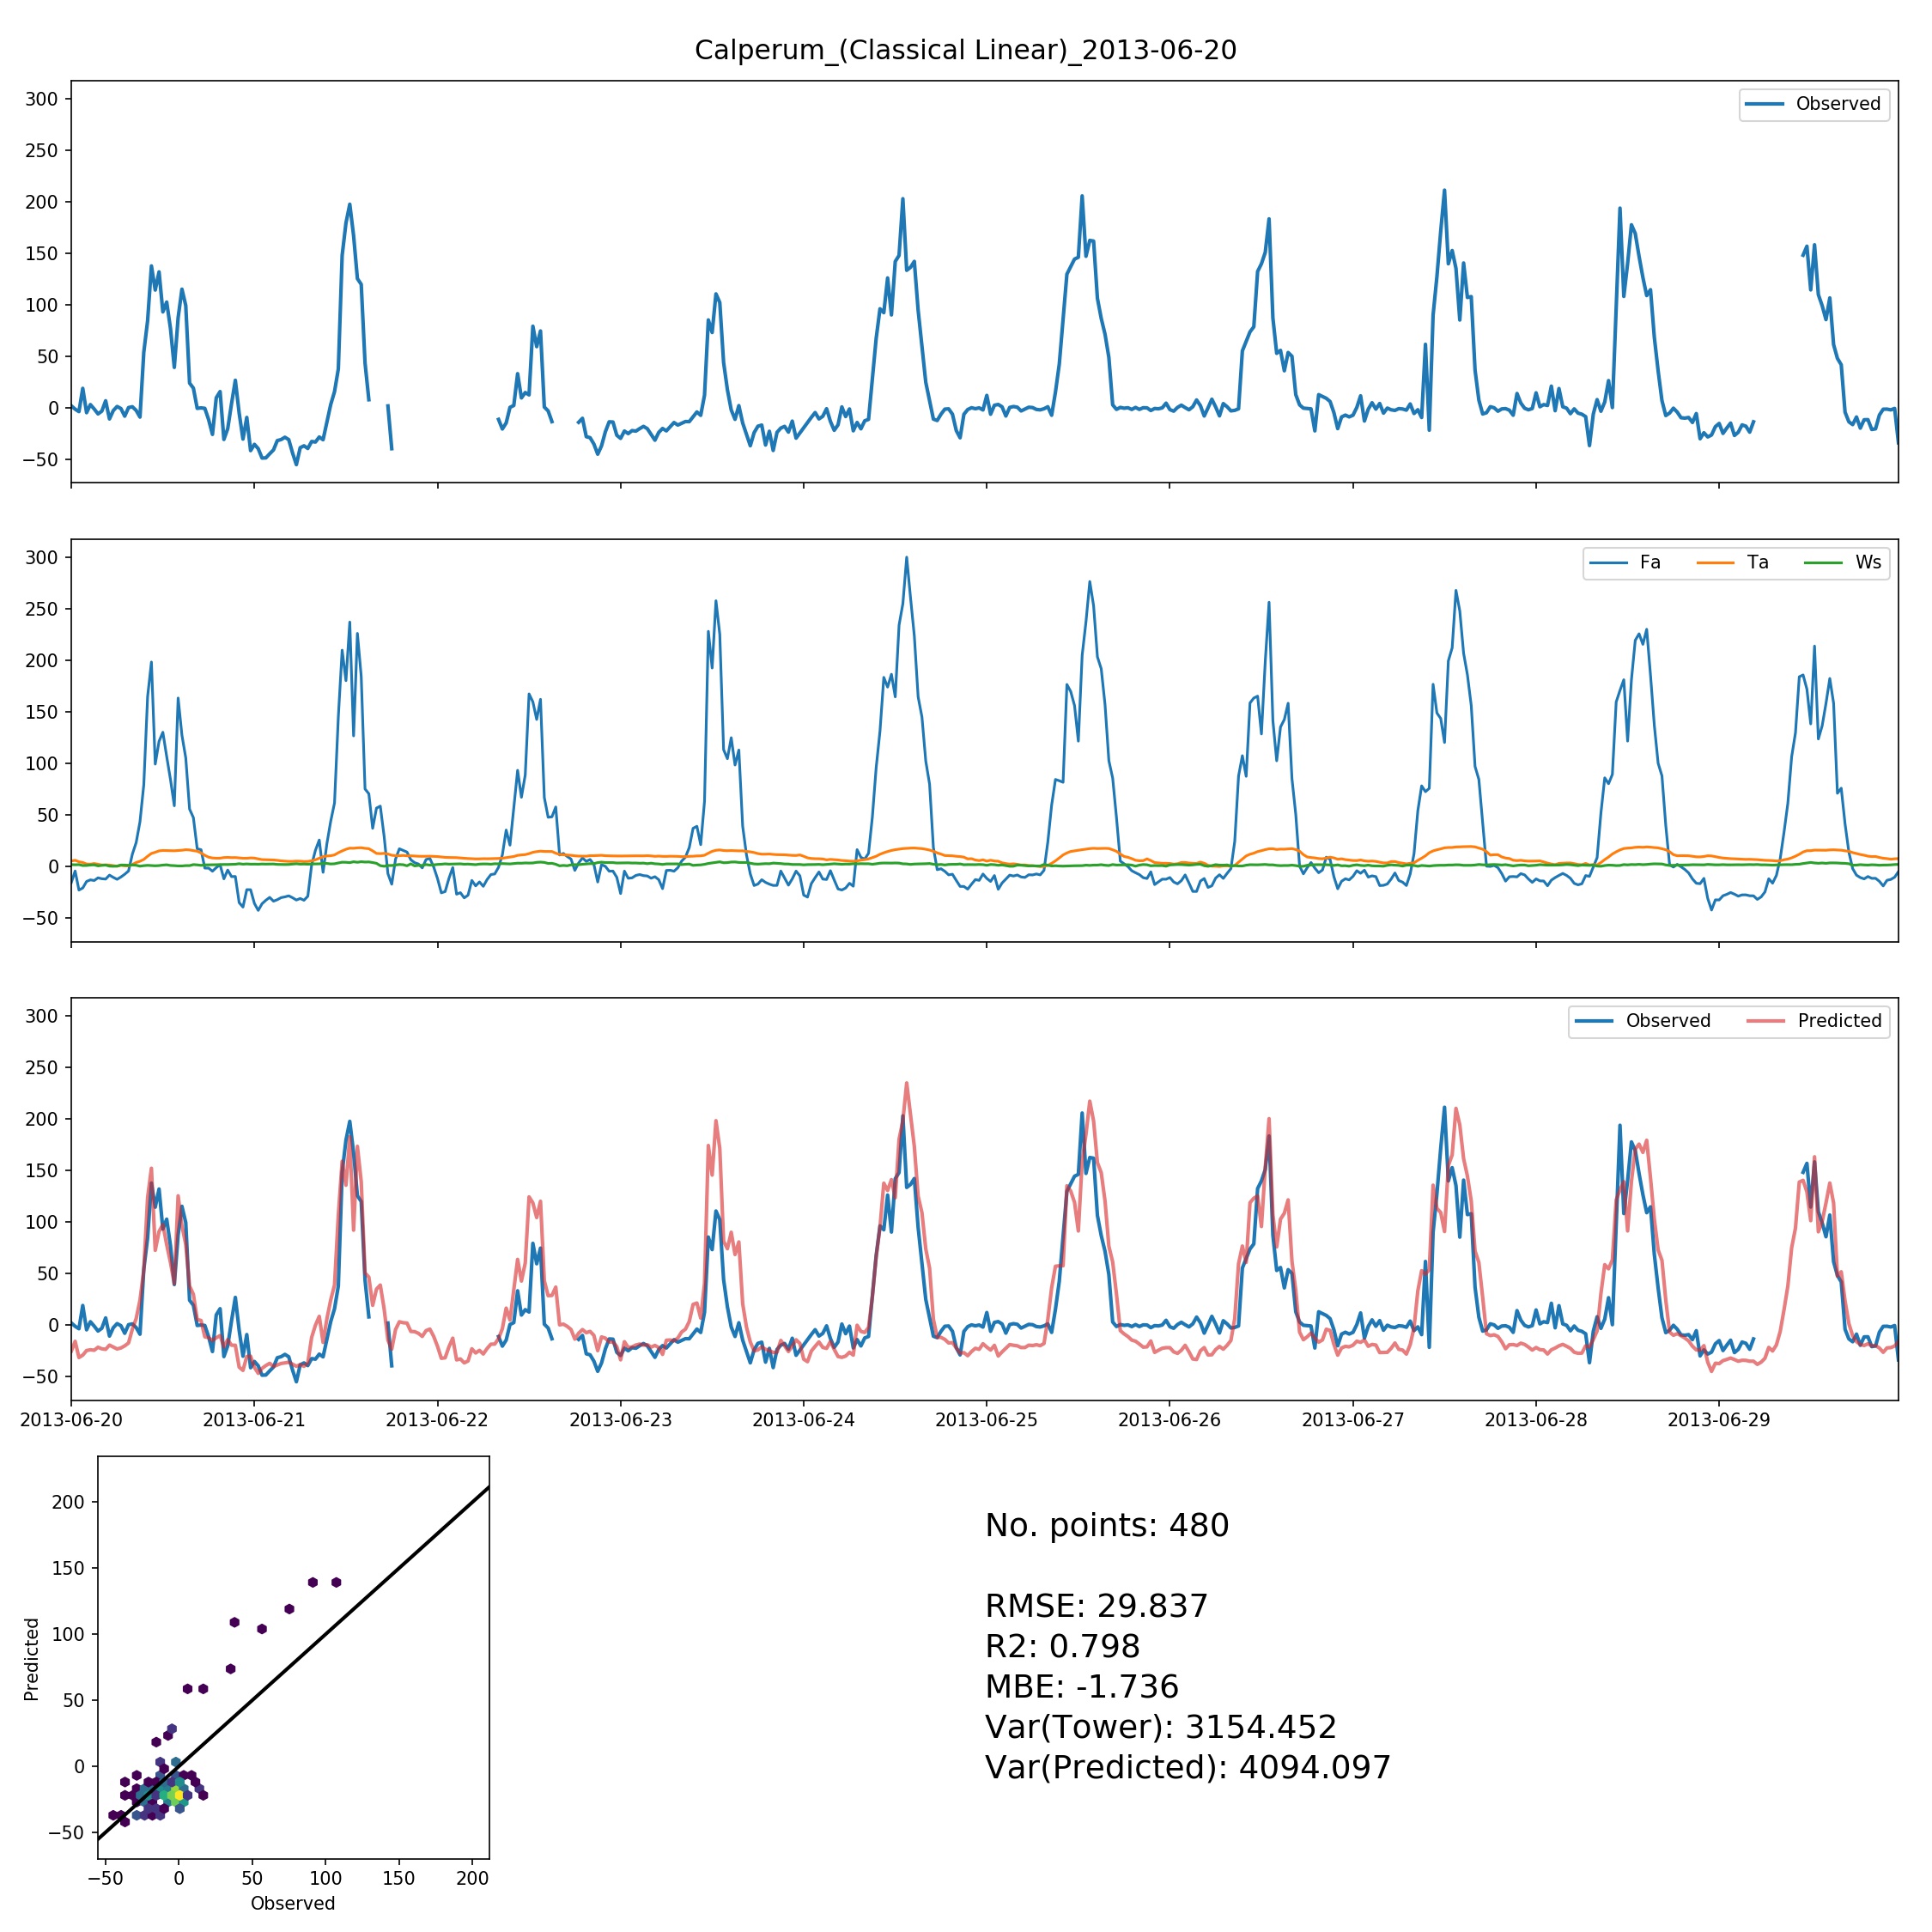 Calperum_(Classical Linear)_2013-06-20
300
250
200
150
100
50
0
−50
Observed
300
250
200
150
100
50
0
−50
Fa Ta Ws
300
250
200
150
100
50
0
−50
Observed Predicted
2013-06-20 2013-06-21 2013-06-22 2013-06-23 2013-06-24 2013-06-25 2013-06-26 2013-06-27 2013-06-28 2013-06-29
200
150
100
50
0
−50
Predicted
−50 0 50 100 150 200
Observed
No. points: 480
RMSE: 29.837
R2: 0.798
MBE: -1.736
Var(Tower): 3154.452
Var(Predicted): 4094.097